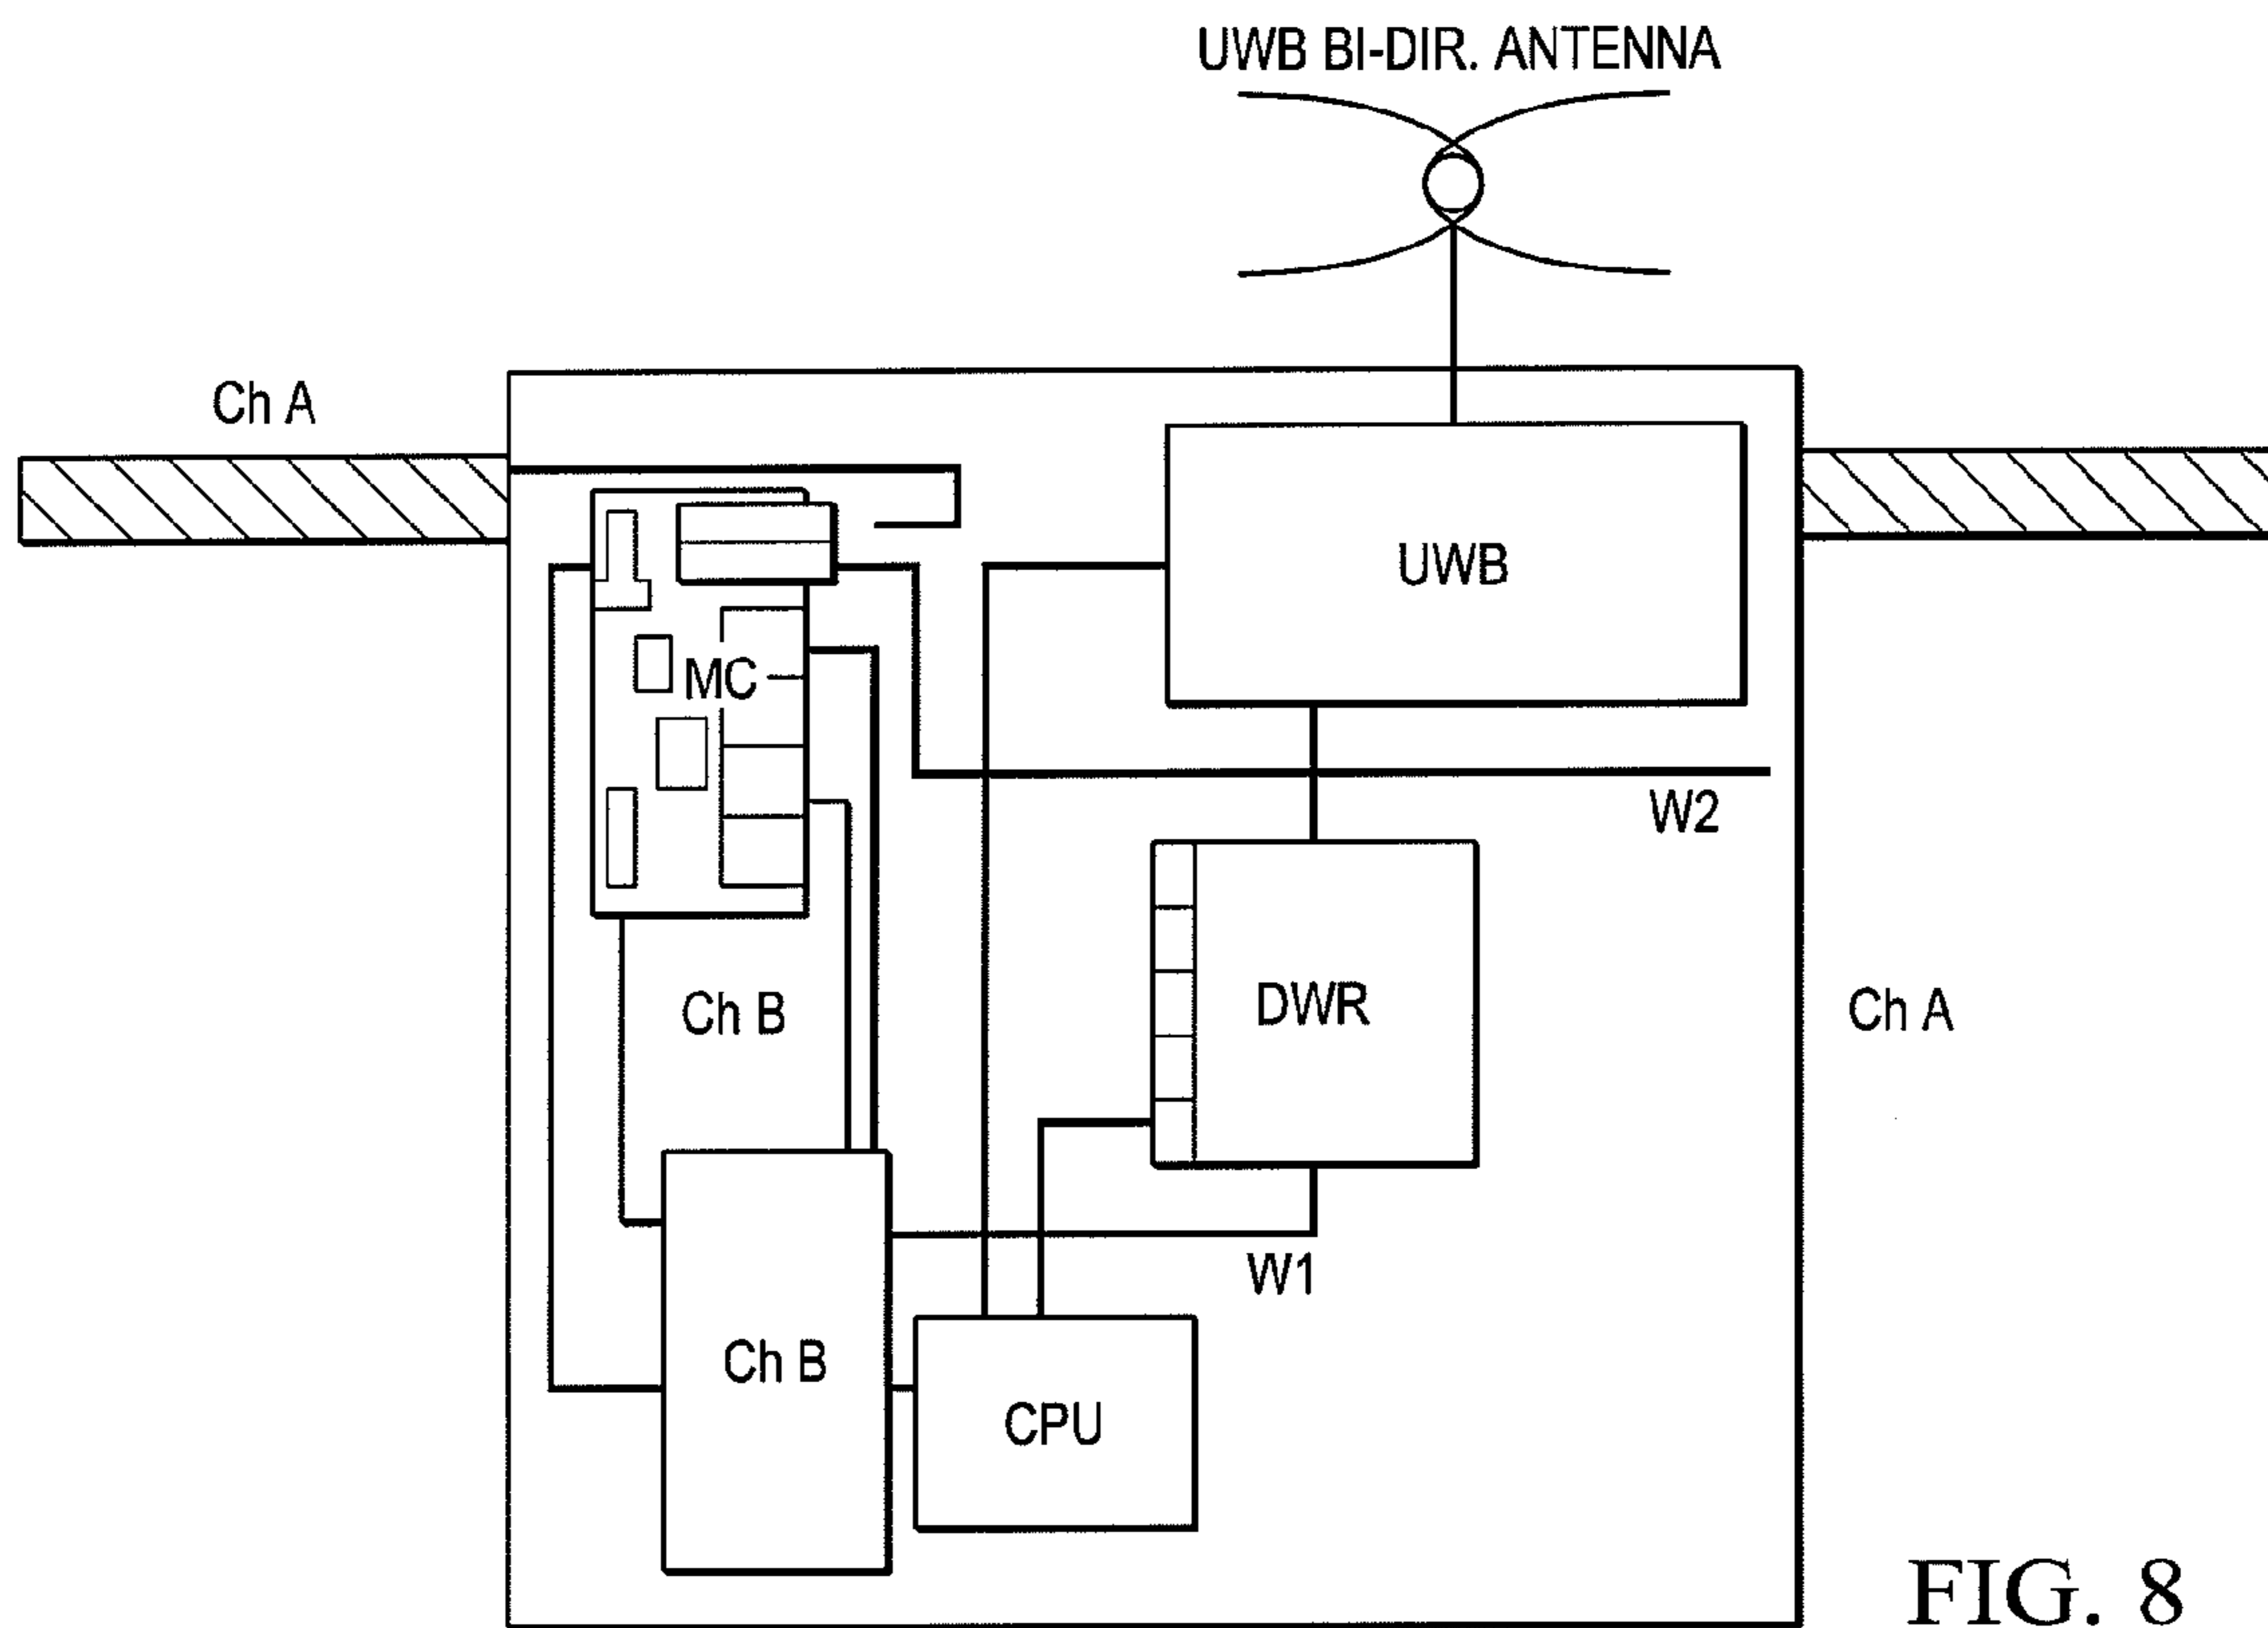 UWB BI-DIR. ANTENNA
Ch A
UWB
MC
W2
Ch B
DWR
Ch A
W1
Ch B
CPU
FIG. 8